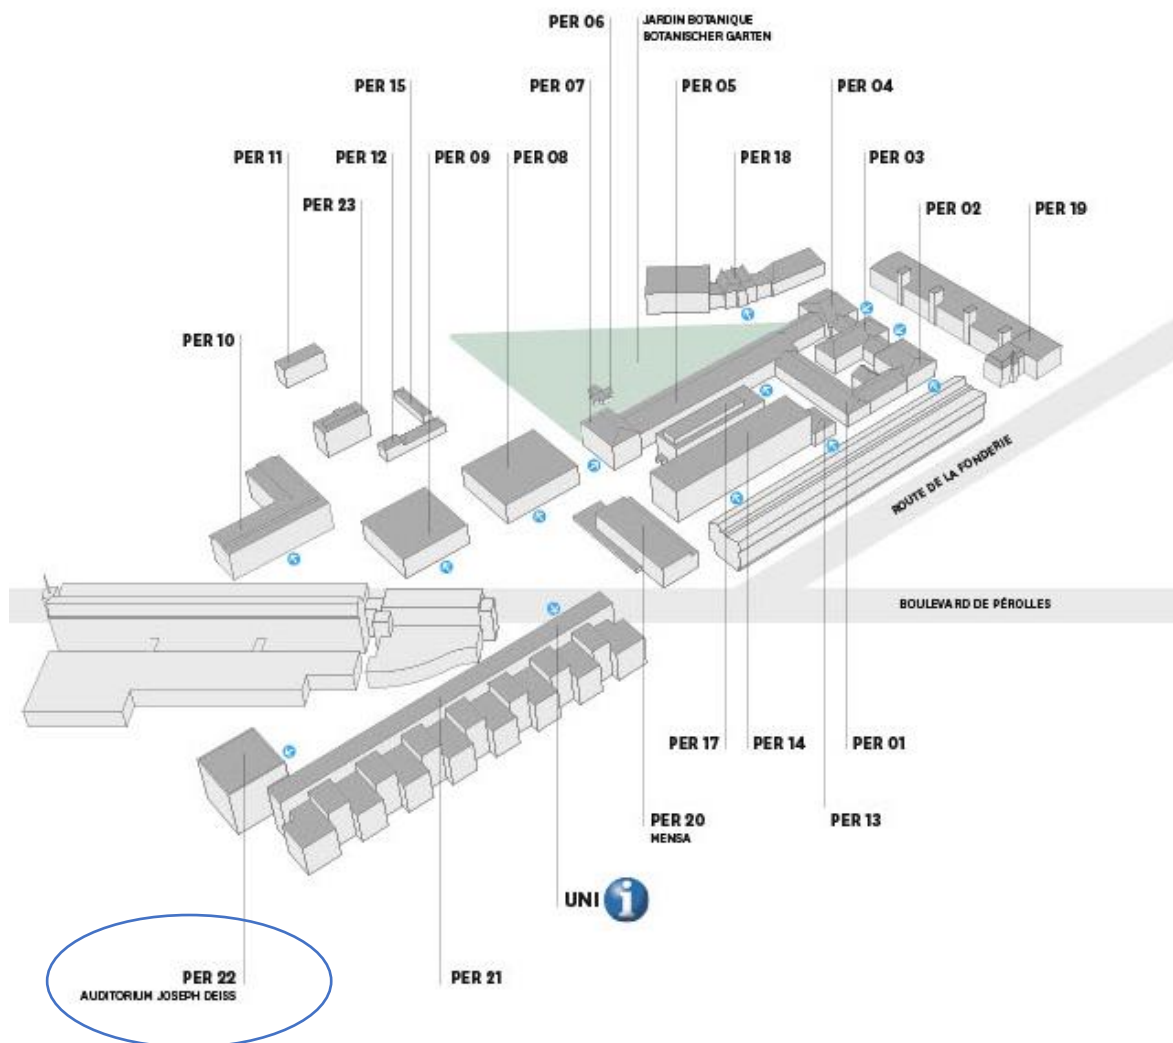 PER 06
JARDIN BOTANIQUE
BOTANISCHER GARTEN
PER 15
PER 07
PER 05
PER 04
PER 11
PER 12
PER 09
PER 08
PER 18
PER 03
PER 23
PER 02
PER 19
PER 10
ROUTE DE LA FONDERIE
BOULEVARD DE PÉROLLES
PER 17
PER 14
PER 01
PER 20
MENSA
PER 13
UNI i
PER 22
AUDITORIUM JOSEPH DEISS
PER 21